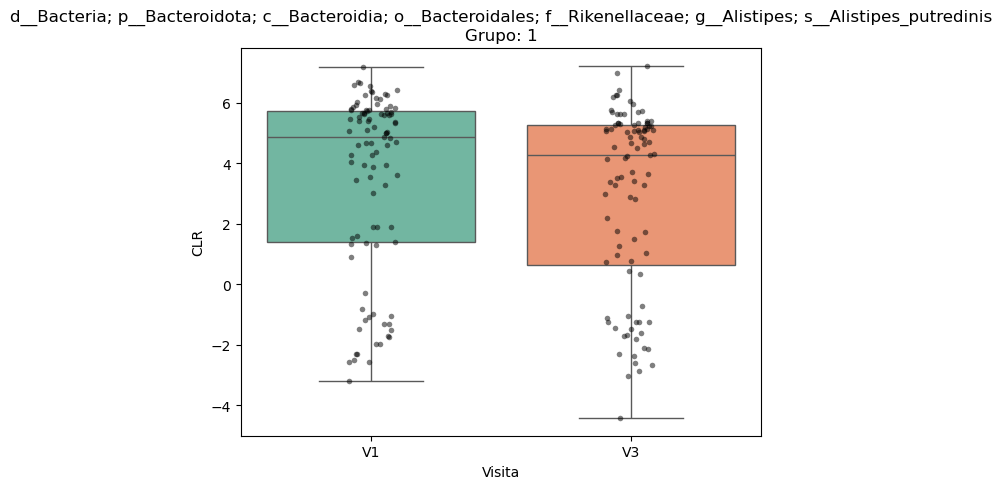 d__Bacteria; p__Bacteroidota; c__Bacteroidia; o__Bacteroidales; f__Rikenellaceae; g__Alistipes; s__Alistipes_putredinis
Grupo: 1
6
4
2
0
−2
−4
CLR
V1
V3
Visita